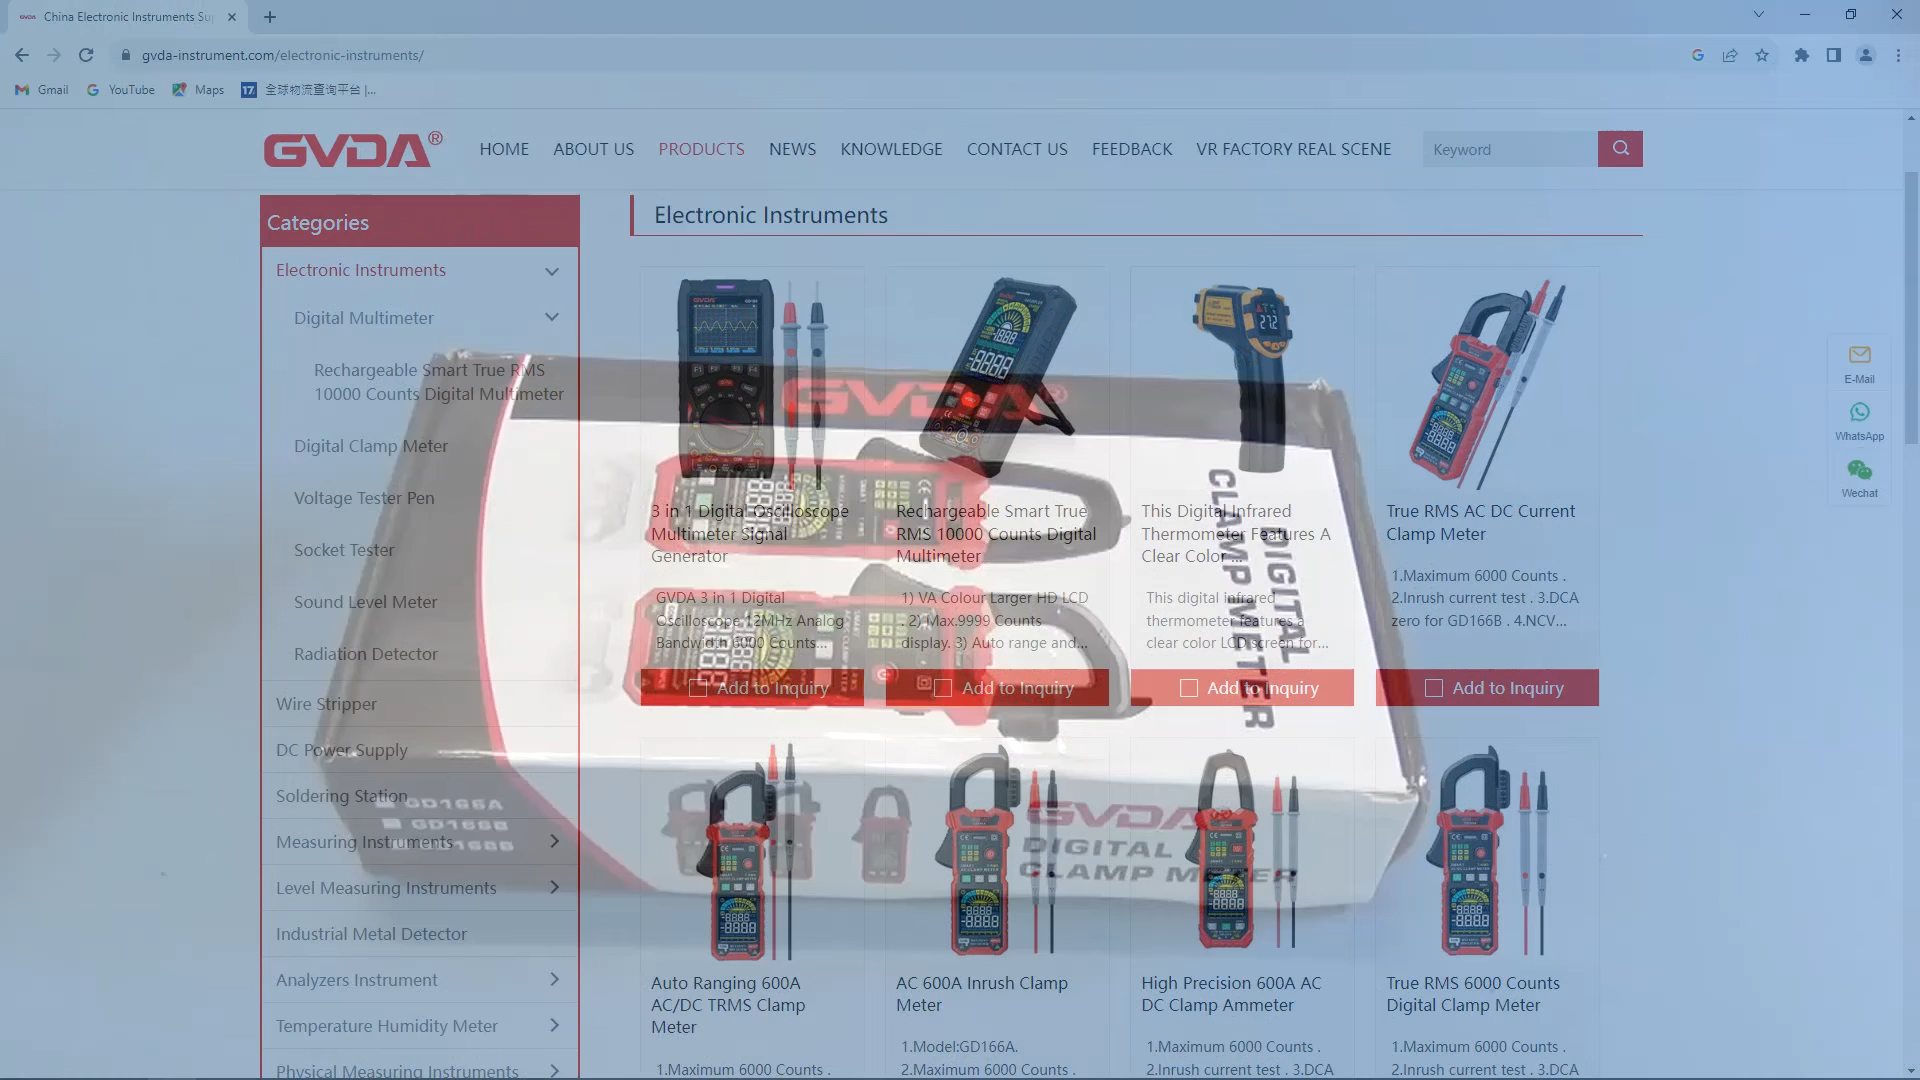 GVDA
China Electronic Instruments Su
gvda-instrument.com/electronic-instruments/
Gmail
YouTube
Maps
17
全球物流查询平台 |...
GVDA®
HOME
ABOUT US
PRODUCTS
NEWS
KNOWLEDGE
CONTACT US
FEEDBACK
VR FACTORY REAL SCENE
Keyword
Categories
Electronic Instruments
Digital Multimeter
Rechargeable Smart True RMS
10000 Counts Digital Multimeter
Digital Clamp Meter
Voltage Tester Pen
Socket Tester
Sound Level Meter
Radiation Detector
Wire Stripper
DC Power Supply
Soldering Station
Measuring Instruments
Level Measuring Instruments
Industrial Metal Detector
Analyzers Instrument
Temperature Humidity Meter
Physical Measuring Instruments
Electronic Instruments
3 in 1 Digital Oscilloscope
Multimeter Signal
Generator
GVDA 3 in 1 Digital
Oscilloscope 12MHz Analog
Bandwidth 6000 Counts...
Add to Inquiry
Rechargeable Smart True
RMS 10000 Counts Digital
Multimeter
1) VA Colour Larger HD LCD
. 2) Max.9999 Counts
display. 3) Auto range and...
Add to Inquiry
This Digital Infrared
Thermometer Features A
Clear Color ...
This digital infrared
thermometer features a
clear color LCD screen for...
Add to Inquiry
True RMS AC DC Current
Clamp Meter
1.Maximum 6000 Counts .
2.Inrush current test . 3.DCA
zero for GD166B . 4.NCV...
Add to Inquiry
Auto Ranging 600A
AC/DC TRMS Clamp
Meter
1.Maximum 6000 Counts .
AC 600A Inrush Clamp
Meter
1.Model:GD166A.
2.Maximum 6000 Counts .
High Precision 600A AC
DC Clamp Ammeter
1.Maximum 6000 Counts .
2.Inrush current test . 3.DCA
True RMS 6000 Counts
Digital Clamp Meter
1.Maximum 6000 Counts .
2.Inrush current test . 3.DCA
E-Mail
WhatsApp
Wechat
GVDA®
DIGITAL
CLAMP METER
GD166A
GD166B
GVDA
DIGITAL
CLAMP METER